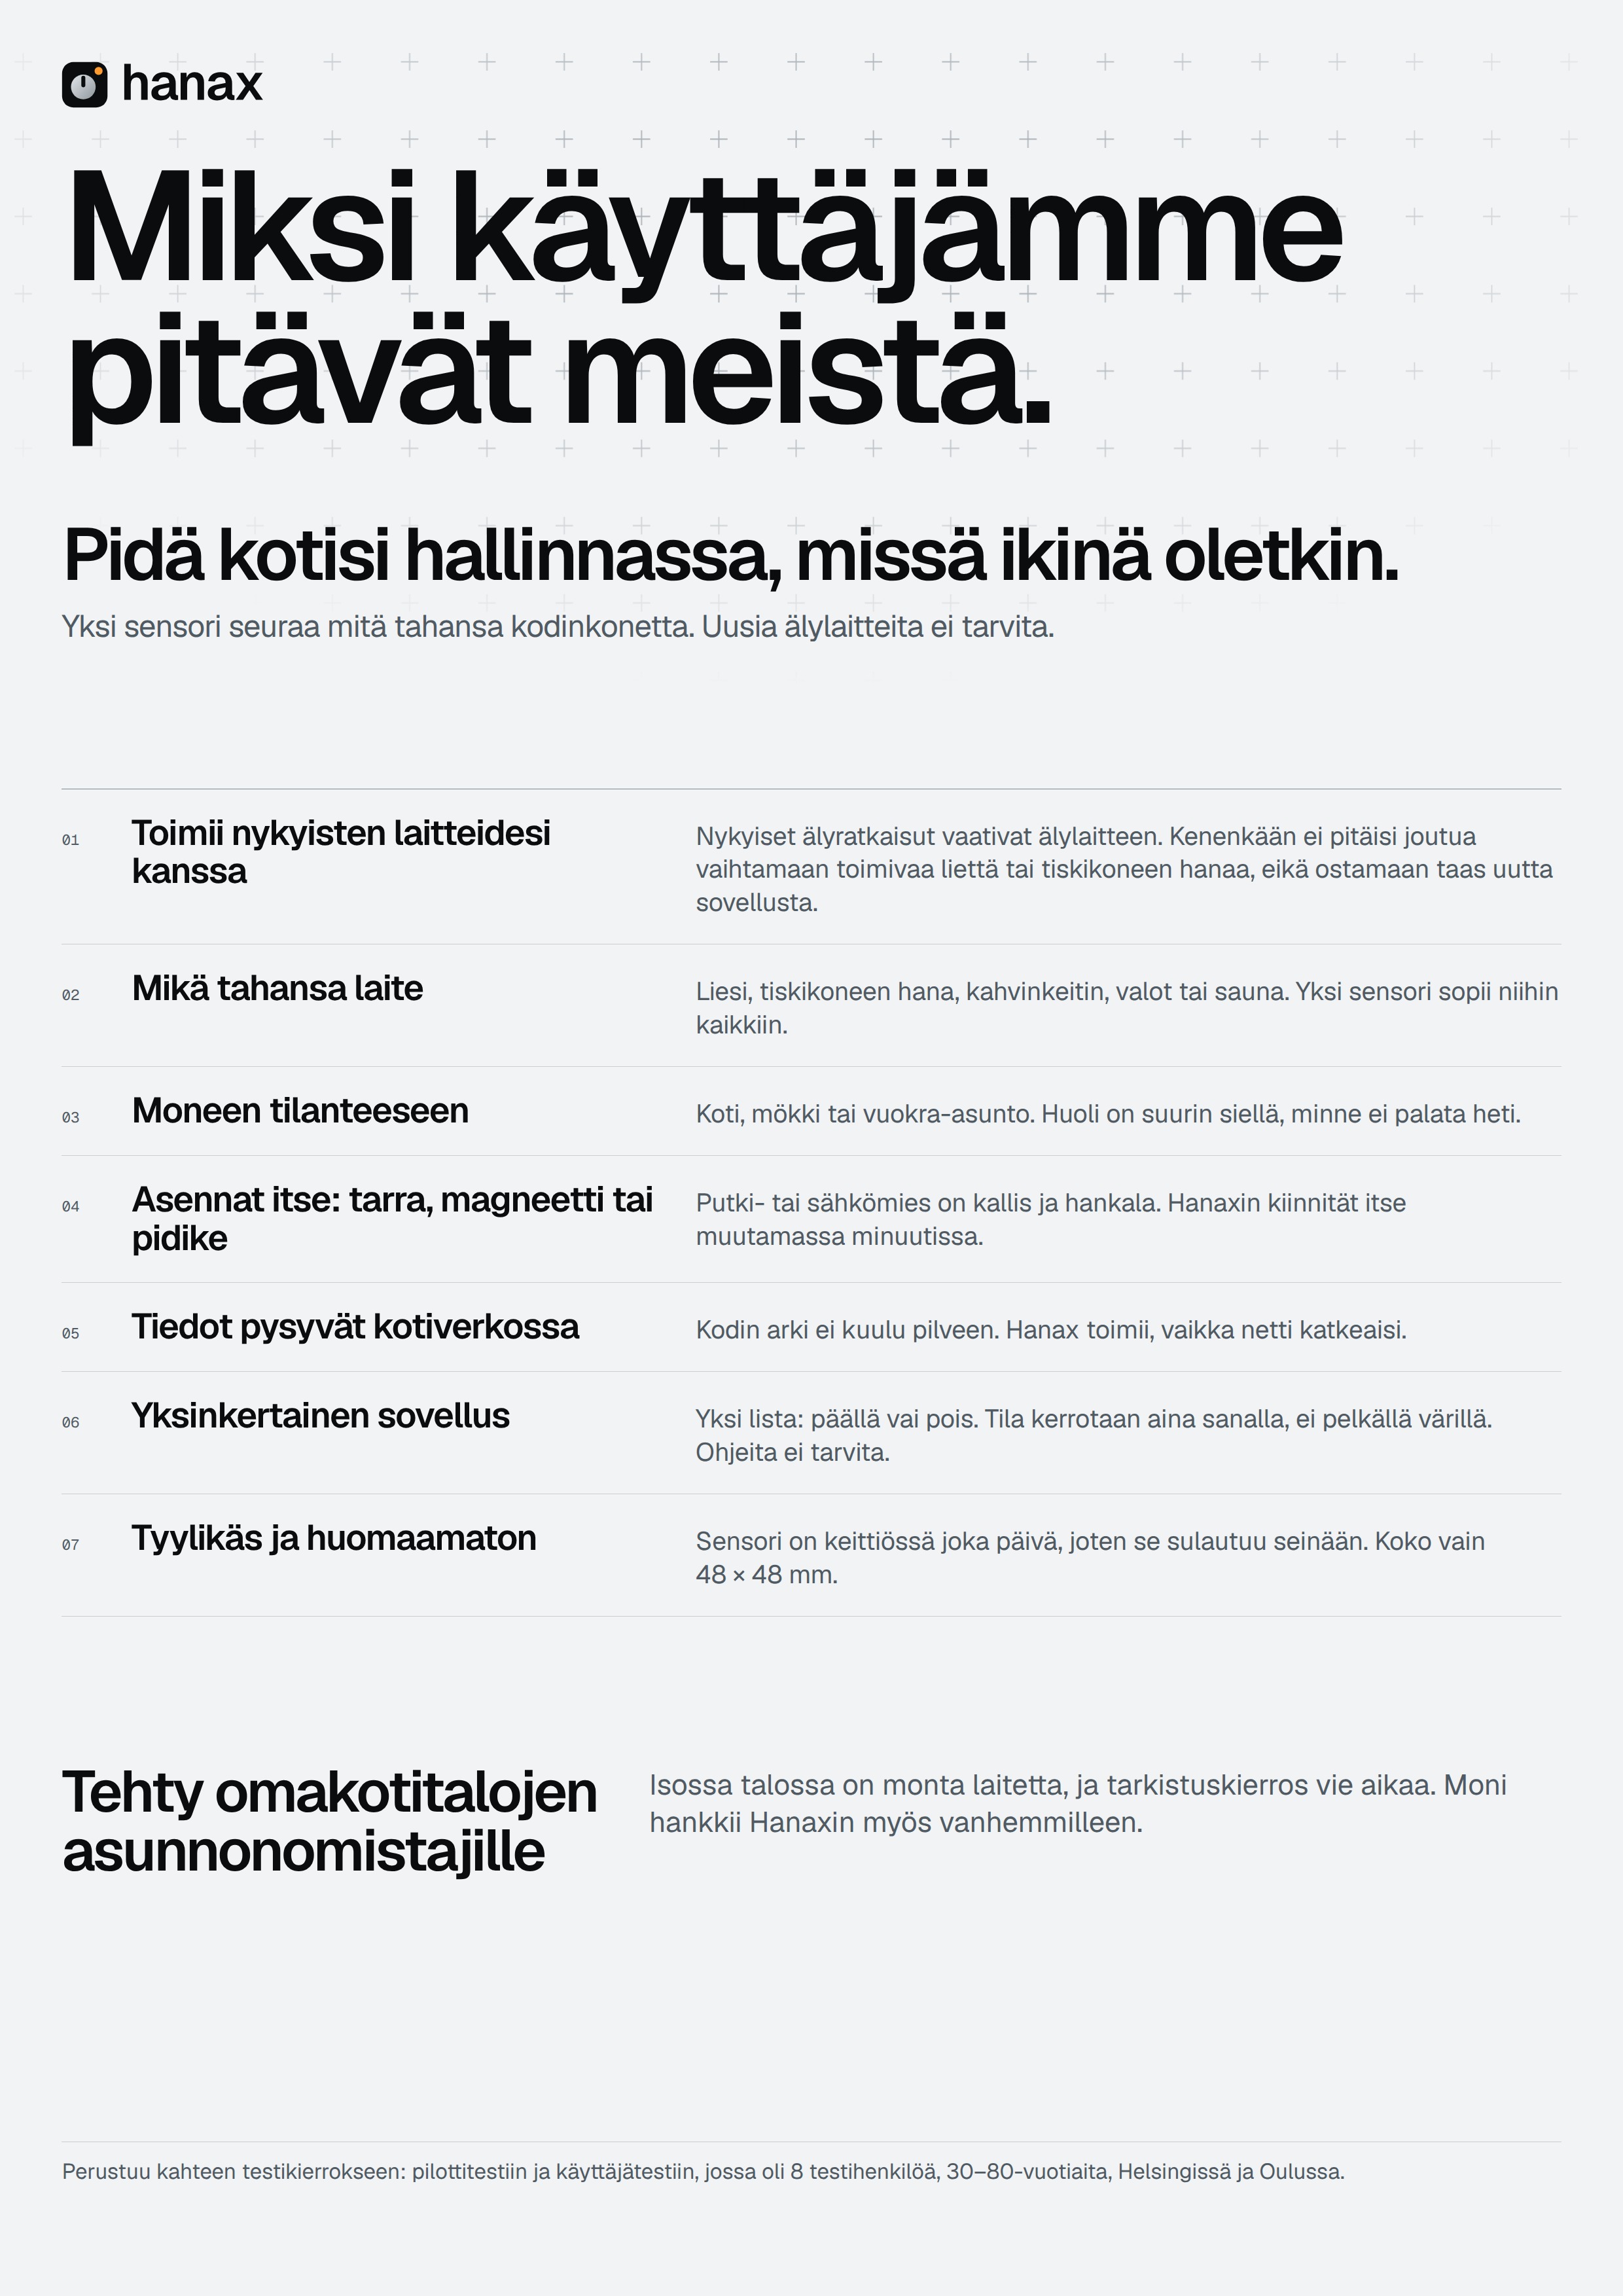 hanax
Miksi käyttäjämme
pitävät meistä.
Pidä kotisi hallinnassa, missä ikinä oletkin.
Yksi sensori seuraa mitä tahansa kodinkonetta. Uusia älylaitteita ei tarvita.
01
Toimii nykyisten laitteidesi
kanssa
Nykyiset älyratkaisut vaativat älylaitteen. Kenenkään ei pitäisi joutua
vaihtamaan toimivaa liettä tai tiskikoneen hanaa, eikä ostamaan taas uutta
sovellusta.
02
Mikä tahansa laite
Liesi, tiskikoneen hana, kahvinkeitin, valot tai sauna. Yksi sensori sopii niihin
kaikkiin.
03
Moneen tilanteeseen
Koti, mökki tai vuokra-asunto. Huoli on suurin siellä, minne ei palata heti.
04
Asennat itse: tarra, magneetti tai
pidike
Putki- tai sähkömies on kallis ja hankala. Hanaxin kiinnität itse
muutamassa minuutissa.
05
Tiedot pysyvät kotiverkossa
Kodin arki ei kuulu pilveen. Hanax toimii, vaikka netti katkeaisi.
06
Yksinkertainen sovellus
Yksi lista: päällä vai pois. Tila kerrotaan aina sanalla, ei pelkällä värillä.
Ohjeita ei tarvita.
07
Tyylikäs ja huomaamaton
Sensori on keittiössä joka päivä, joten se sulautuu seinään. Koko vain
48 × 48 mm.
Tehty omakotitalojen
asunnonomistajille
Isossa talossa on monta laitetta, ja tarkistuskierros vie aikaa. Moni
hankkii Hanaxin myös vanhemmilleen.
Perustuu kahteen testikierrokseen: pilottitestiin ja käyttäjätestiin, jossa oli 8 testihenkilöä, 30–80-vuotiaita, Helsingissä ja Oulussa.